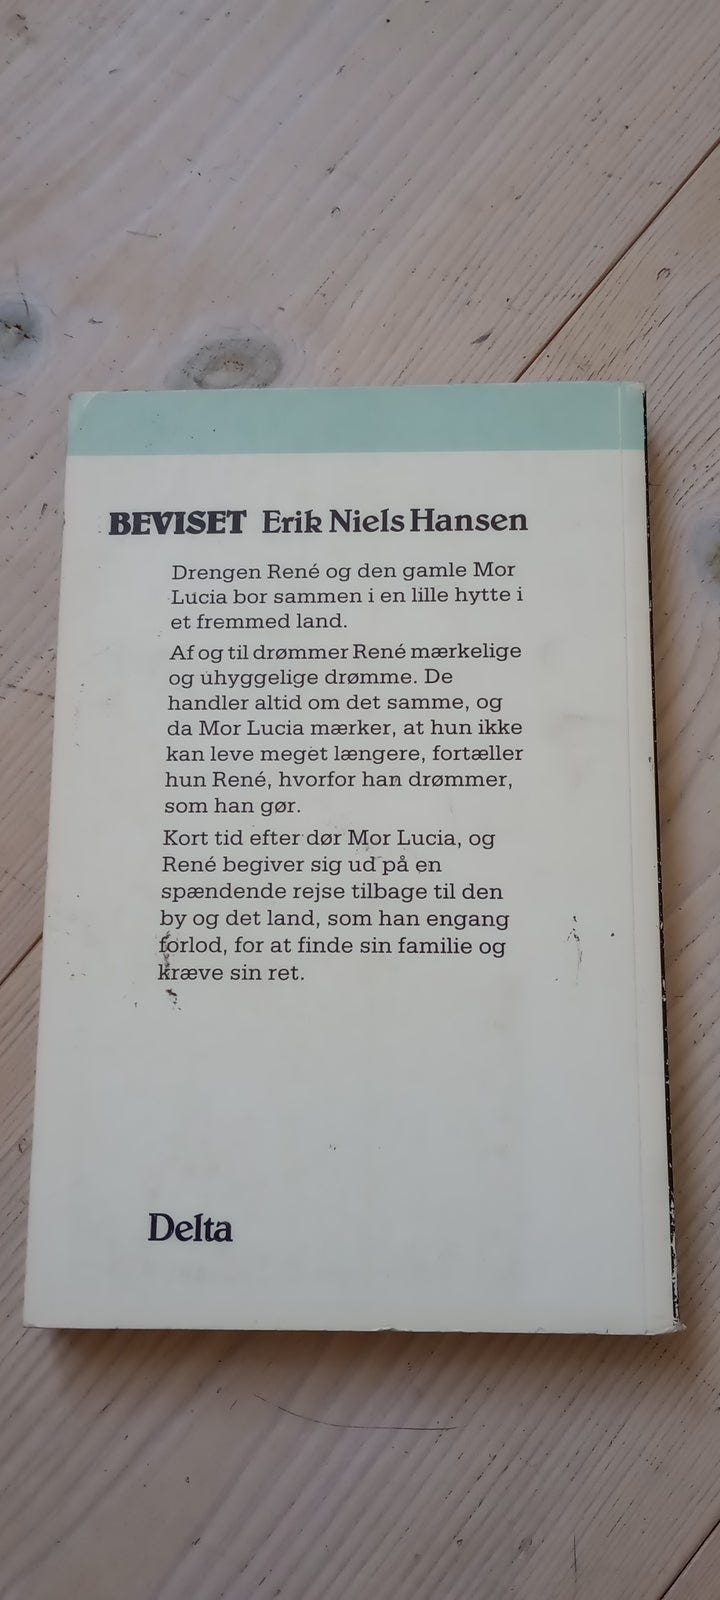 BEVISET Erik Niels Hansen
Drengen René og den gamle Mor
Lucia bor sammen i en lille hytte i
et fremmed land.
Af og til drømmer René mærkelige
og uhyggelige drømme. De
handler altid om det samme, og
da Mor Lucia mærker, at hun ikke
kan leve meget længere, fortæller
hun René, hvorfor han drømmer,
som han gør.
Kort tid efter dør Mor Lucia, og
René begiver sig ud på en
spændende rejse tilbage til den
by og det land, som han engang
forlod, for at finde sin familie og
kræve sin ret.
Delta